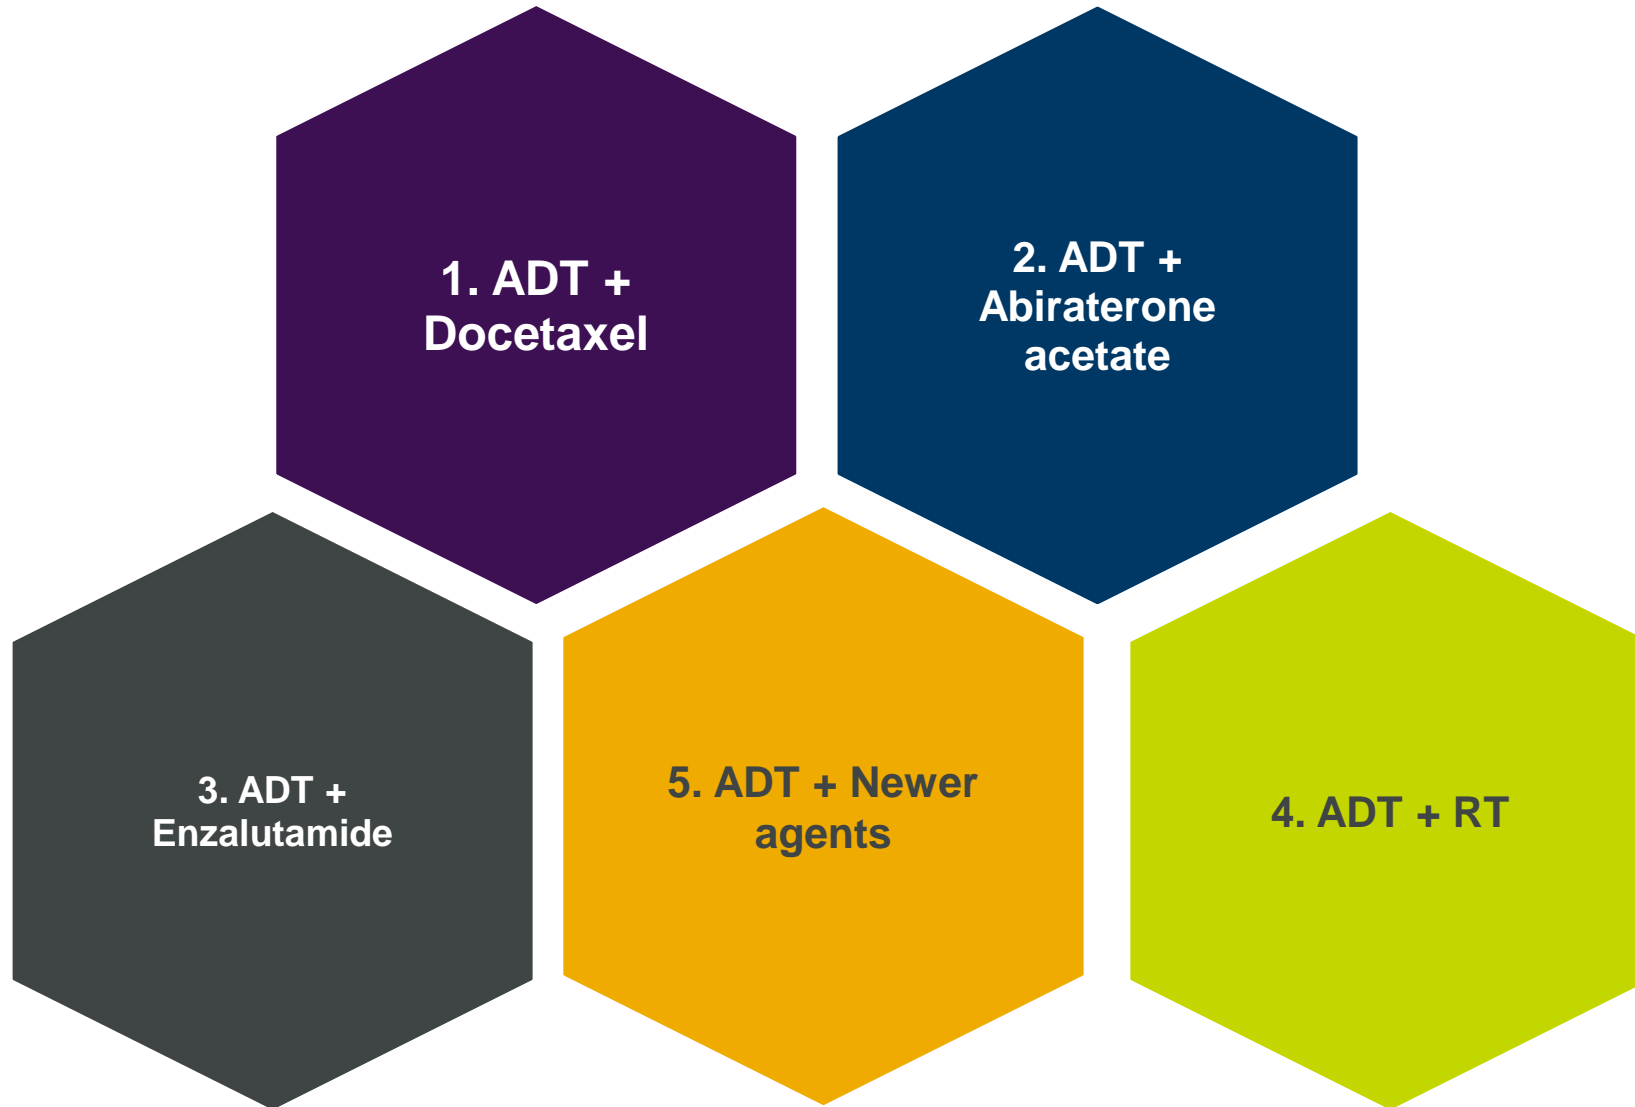 1. ADT +
Docetaxel
2. ADT +
Abiraterone
acetate
3. ADT +
Enzalutamide
5. ADT + Newer
agents
4. ADT + RT